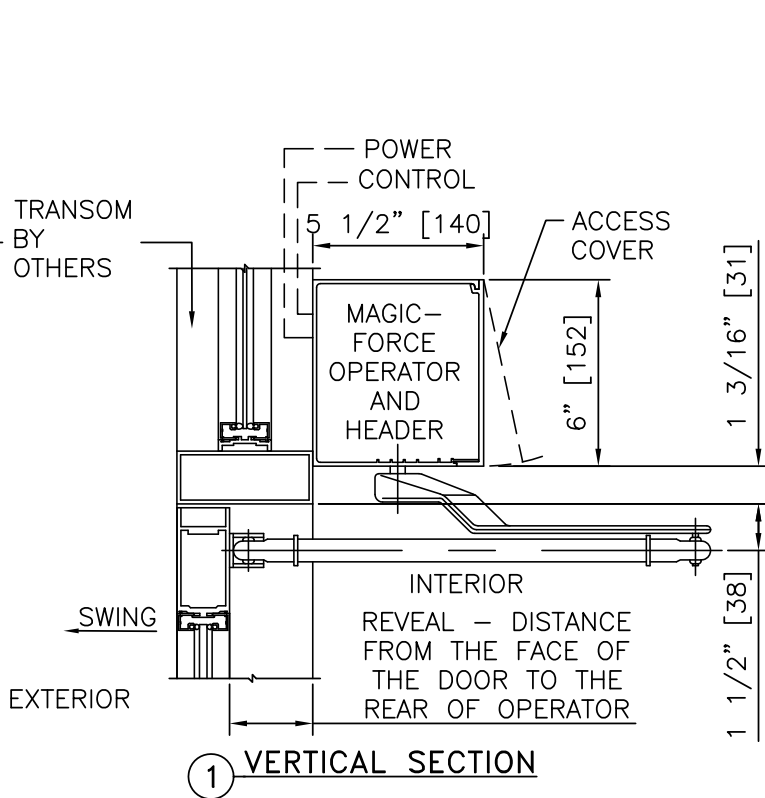 POWER
CONTROL
TRANSOM
BY
OTHERS
5 1/2” [140]
ACCESS
COVER
MAGIC–
FORCE
OPERATOR
AND
HEADER
6” [152]
1 3/16” [31]
INTERIOR
SWING
REVEAL – DISTANCE
FROM THE FACE OF
THE DOOR TO THE
REAR OF OPERATOR
1 1/2” [38]
EXTERIOR
1 VERTICAL SECTION